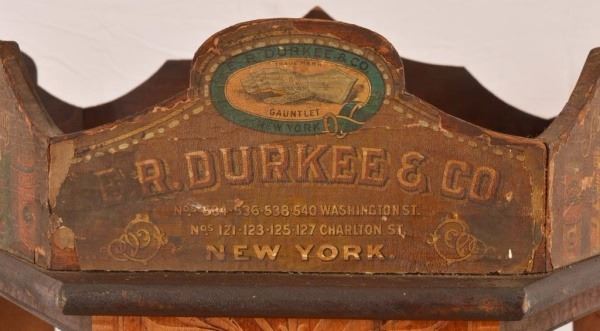 E.R. DURKEE & CO.
TRADE MARK
GAUNTLET
NEW YORK
E.R. DURKEE & CO.
Nos 534·536·538·540 WASHINGTON ST.
Nos 121·123·125·127 CHARLTON ST.
NEW YORK.